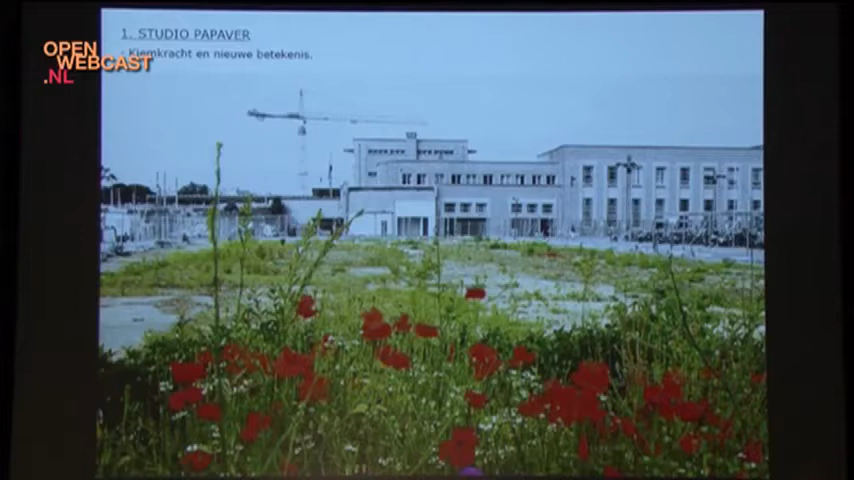 1. STUDIO PAPAVER
- Kiemkracht en nieuwe betekenis.
OPEN
WEBCAST
.NL